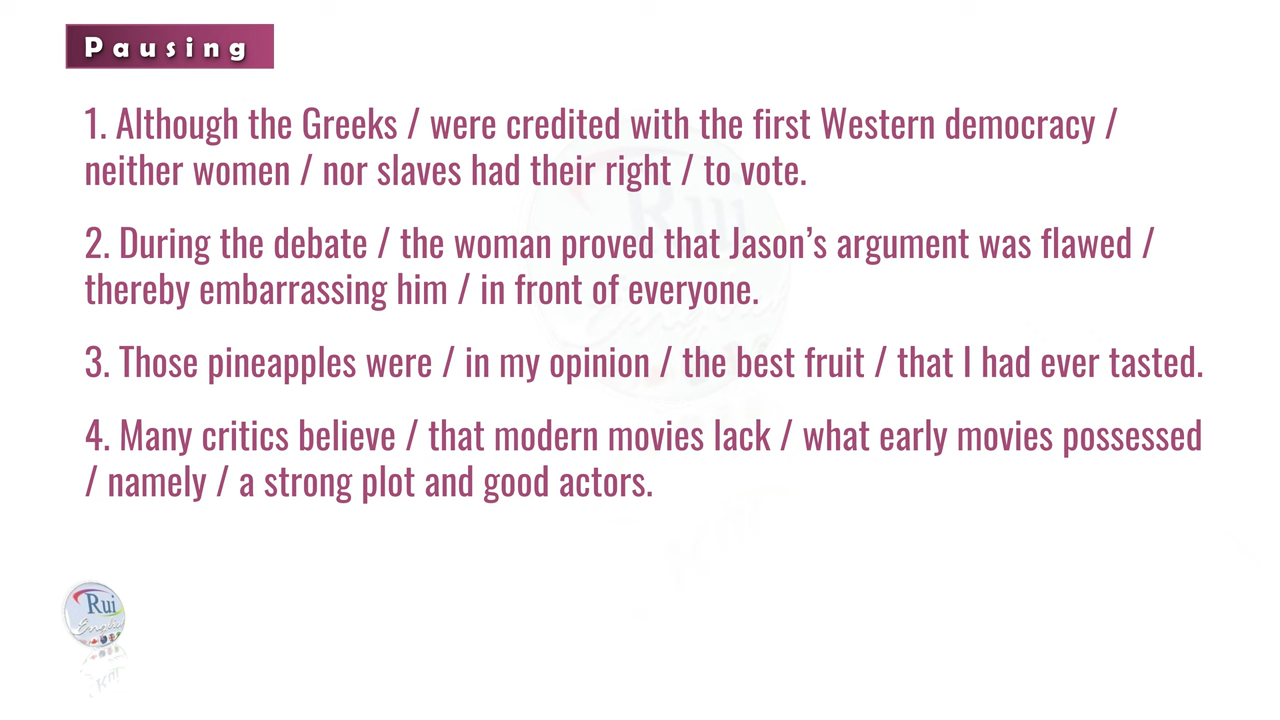 Pausing
1. Although the Greeks / were credited with the first Western democracy /
neither women / nor slaves had their right / to vote.
2. During the debate / the woman proved that Jason’s argument was flawed /
thereby embarrassing him / in front of everyone.
3. Those pineapples were / in my opinion / the best fruit / that I had ever tasted.
4. Many critics believe / that modern movies lack / what early movies possessed
/ namely / a strong plot and good actors.
Rui
English